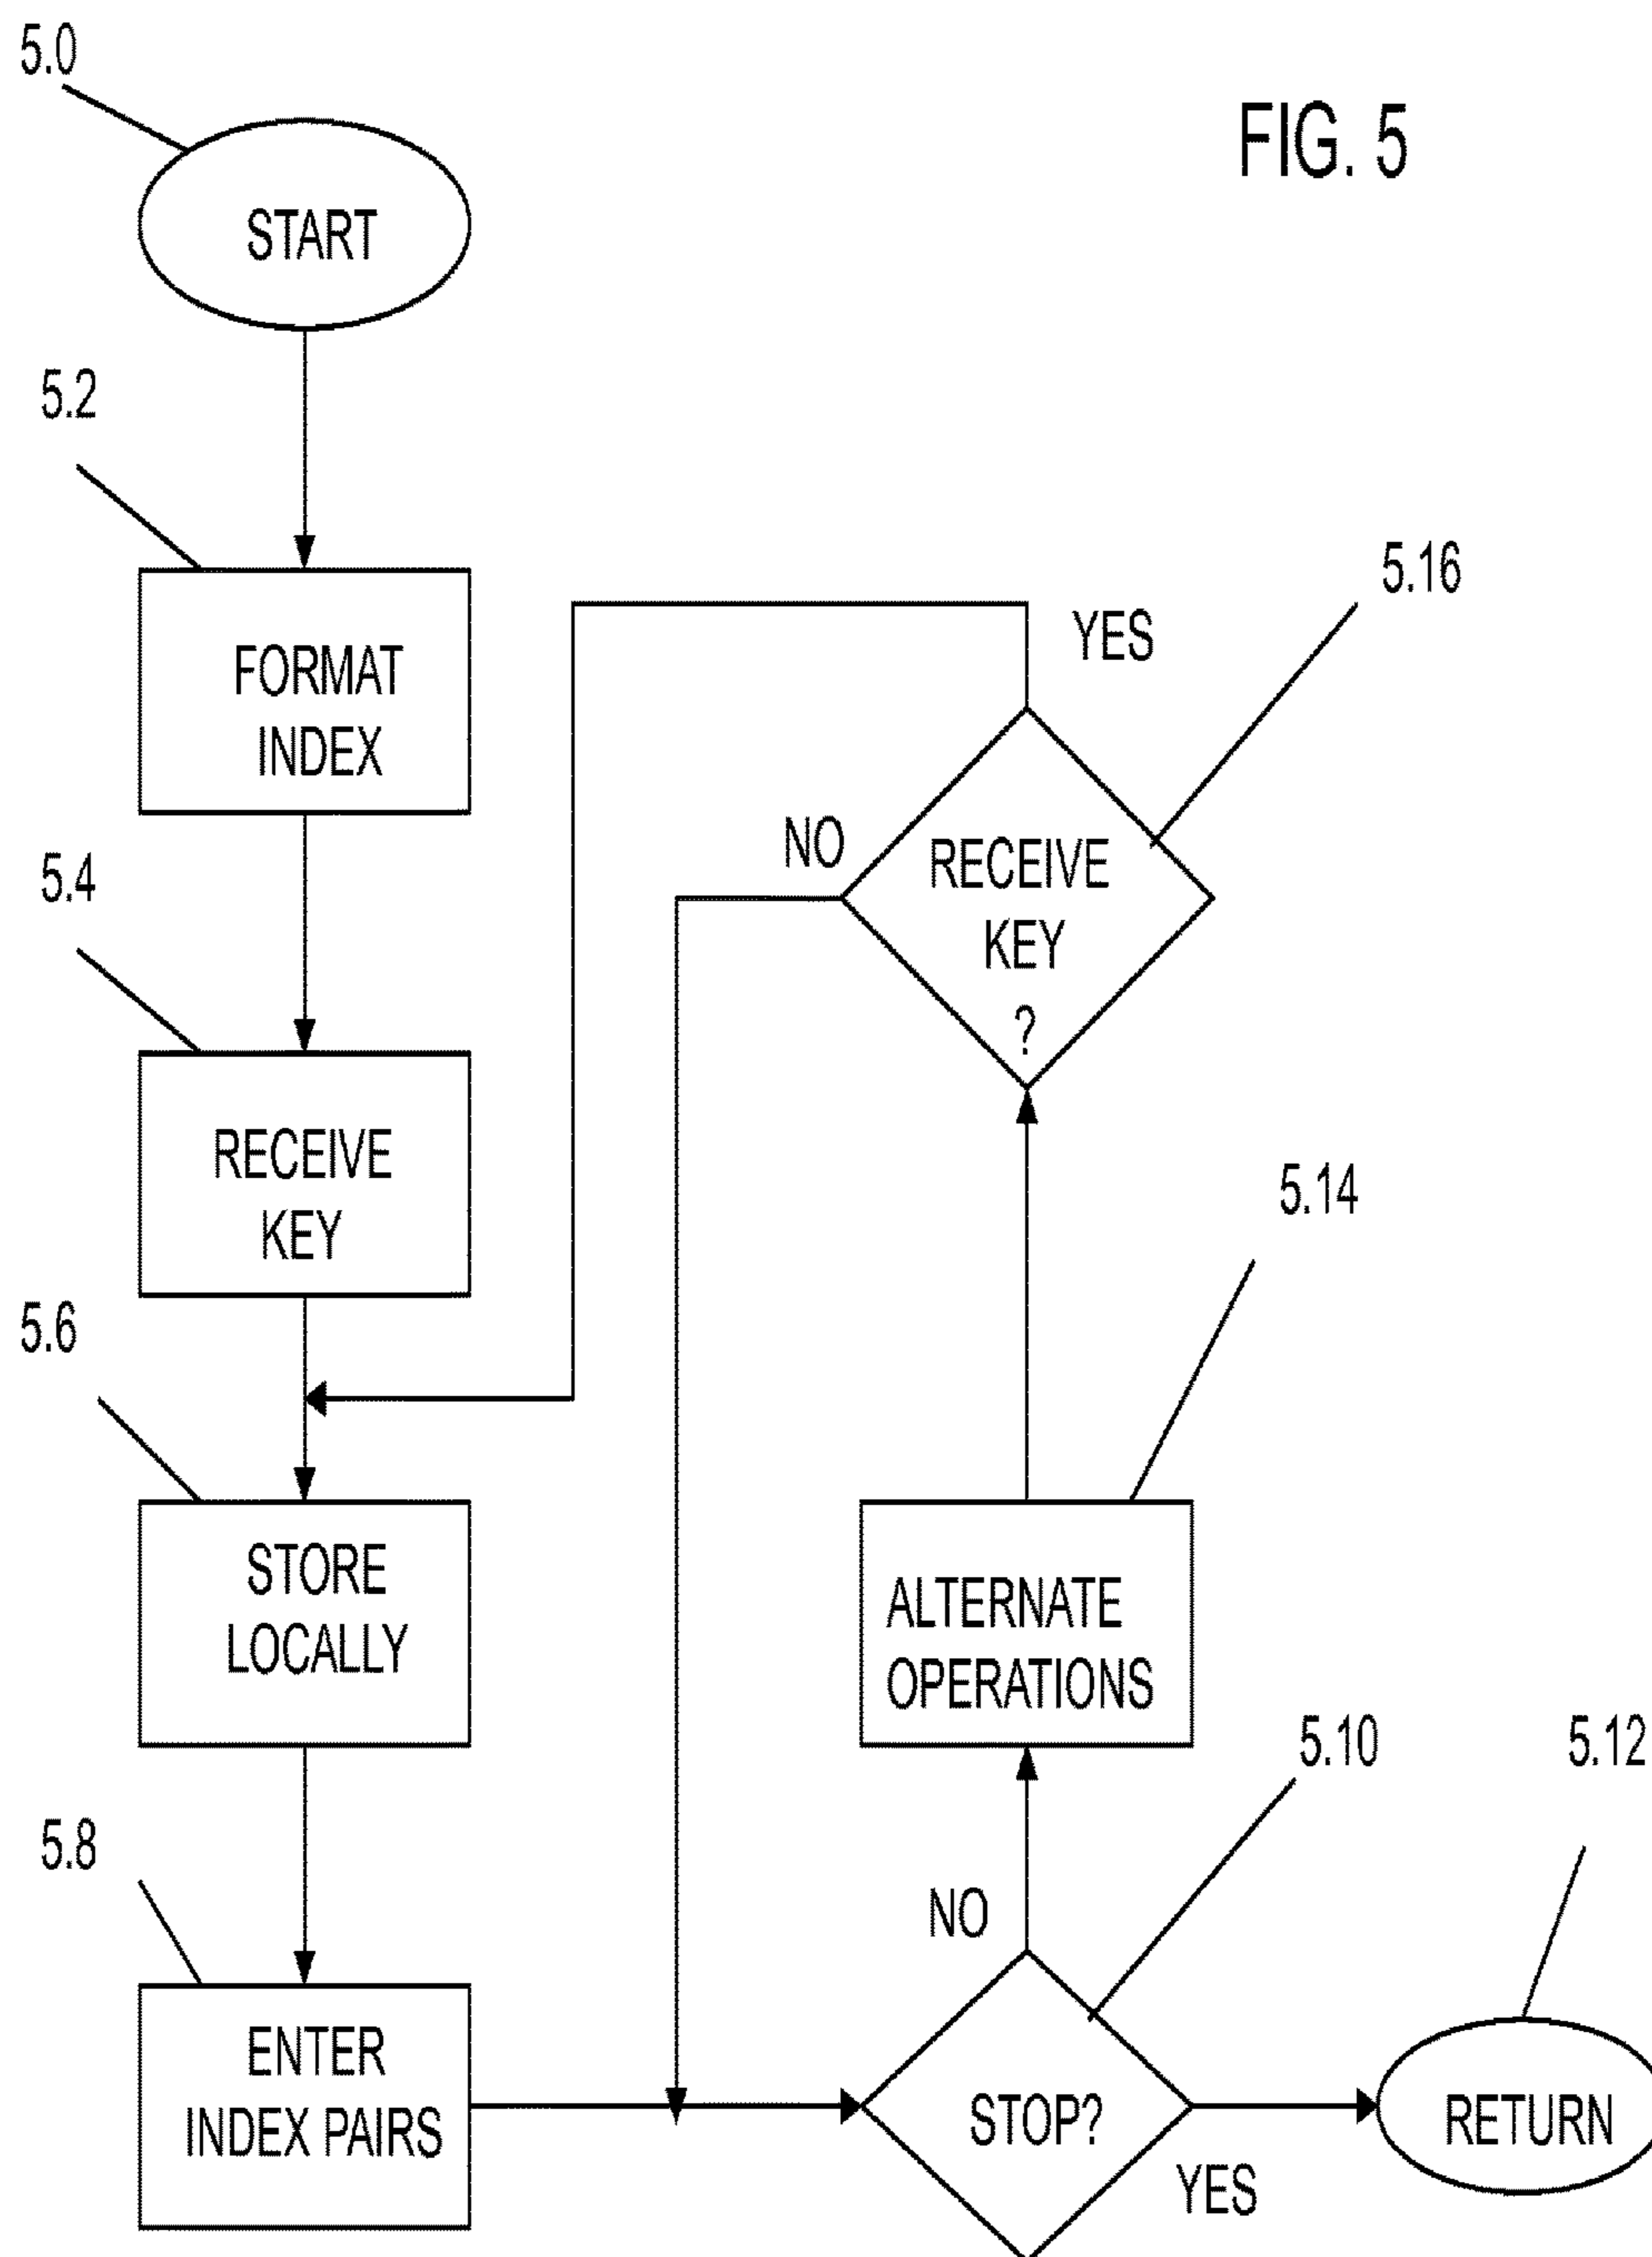 5.0
FIG. 5
START
5.2
FORMAT
INDEX
5.16
YES
NO
RECEIVE
KEY
?
5.4
RECEIVE
KEY
5.14
5.6
STORE
LOCALLY
ALTERNATE
OPERATIONS
5.10
5.12
5.8
NO
ENTER
INDEX PAIRS
STOP?
RETURN
YES